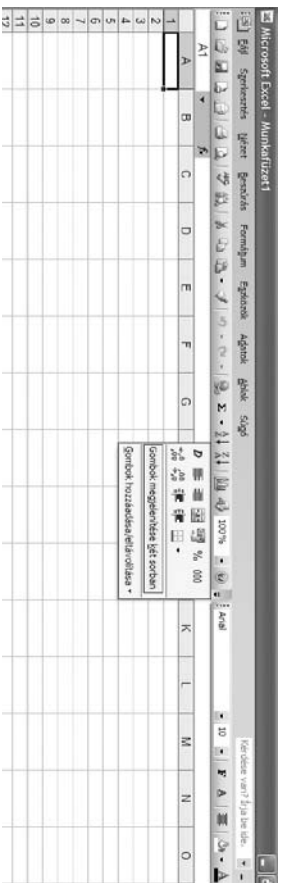 Microsoft Excel - Munkafüzet1
Fájl Szerkesztés Nézet Beszúrás Formátum Eszközök Adatok Ablak Súgó
Kérdése van? Írja be ide.
100%
Arial
10
F A A
A1
fx
A B C D E F G K L M N O
D % 000
Gombok megjelenítése két sorban
Gombok hozzáadása/eltávolítása
1
2
3
4
5
6
7
8
9
10
11
12